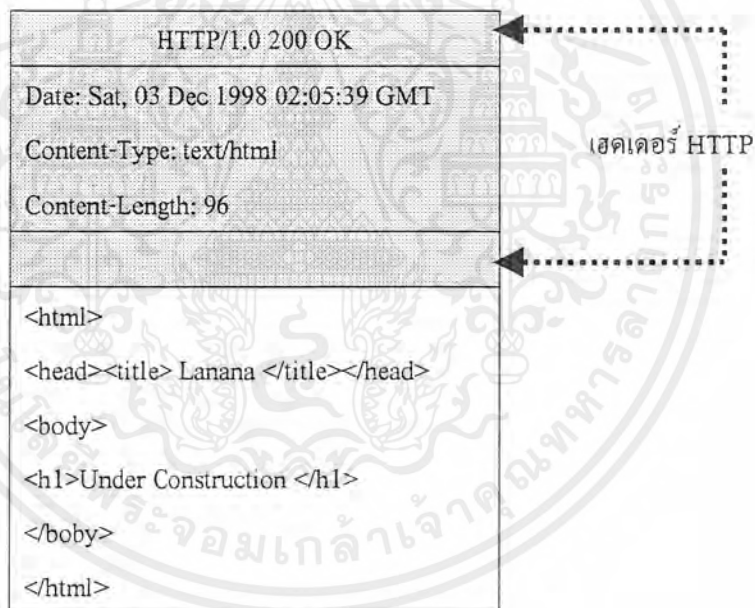 HTTP/1.0 200 OK
Date: Sat, 03 Dec 1998 02:05:39 GMT
Content-Type: text/html
Content-Length: 96
เฮดเดอร์ HTTP
<html>
<head><title> Lanana </title></head>
<body>
<h1>Under Construction </h1>
</boby>
</html>